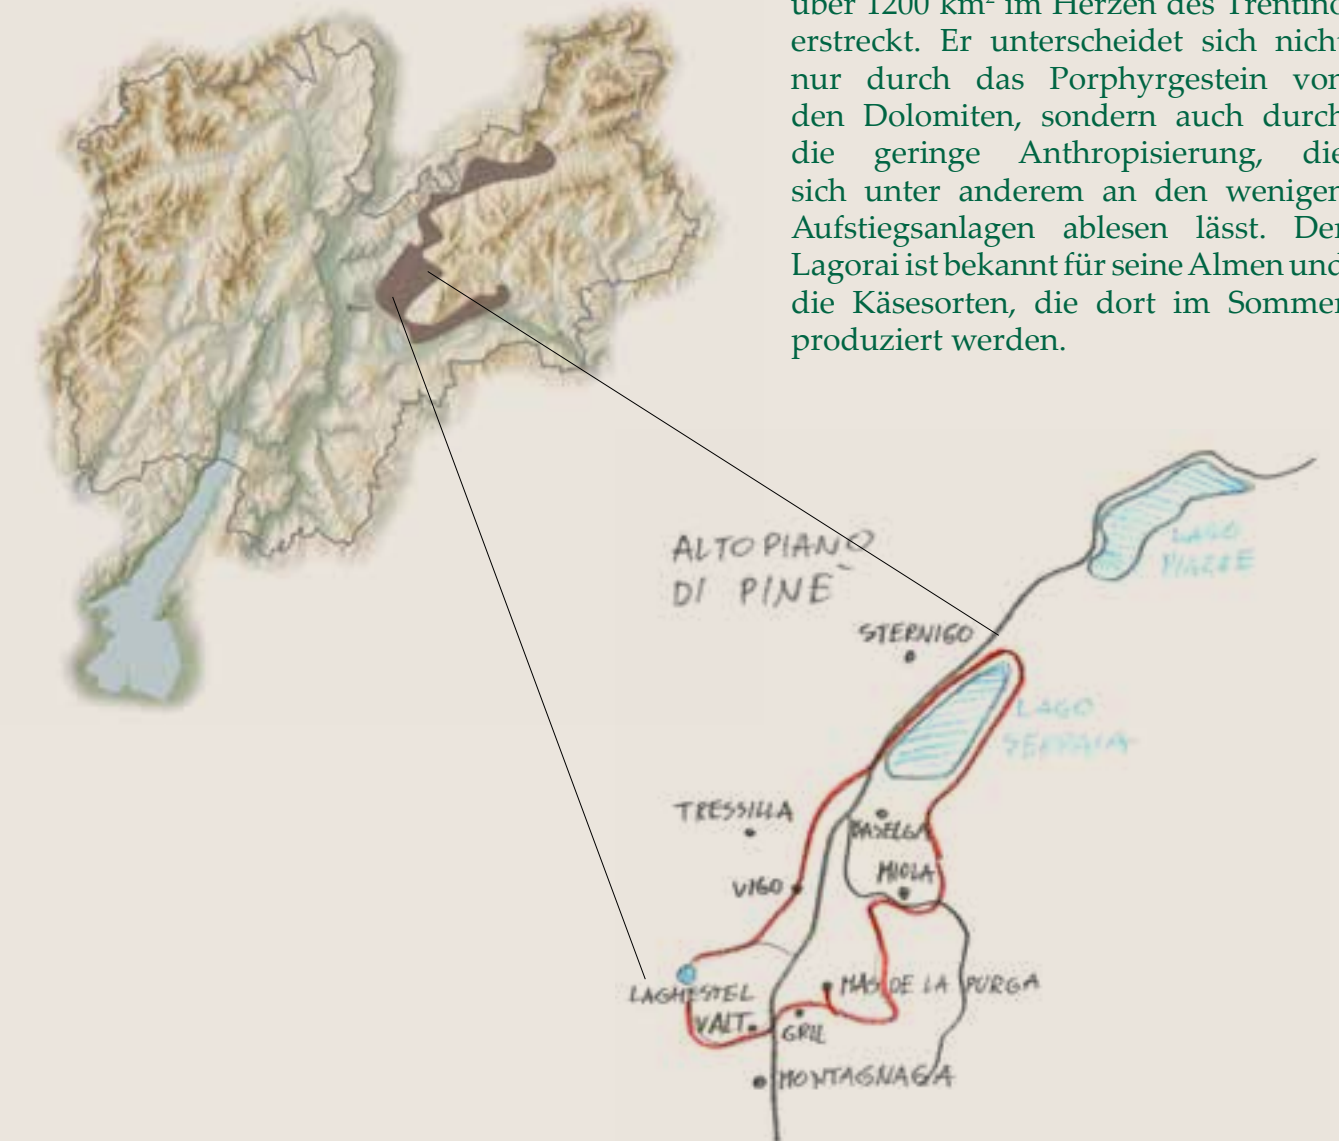 über 1200 km² im Herzen des Trentino
erstreckt. Er unterscheidet sich nich
nur durch das Porphyrgestein von
den Dolomiten, sondern auch durch
die geringe Anthropisierung, die
sich unter anderem an den wenigen
Aufstiegsanlagen ablesen lässt. Der
Lagorai ist bekannt für seine Almen und
die Käsesorten, die dort im Sommer
produziert werden.
ALTOPIANO
DI PINÈ
LAGO
PIAZZE
STERNIGO
LAGO
SERRAIA
TRESSILLA
BASELGA
MIOLA
VIGO
LAGHESTEL
MAS DE LA PURGA
VALT
GRIL
MONTAGNAGA